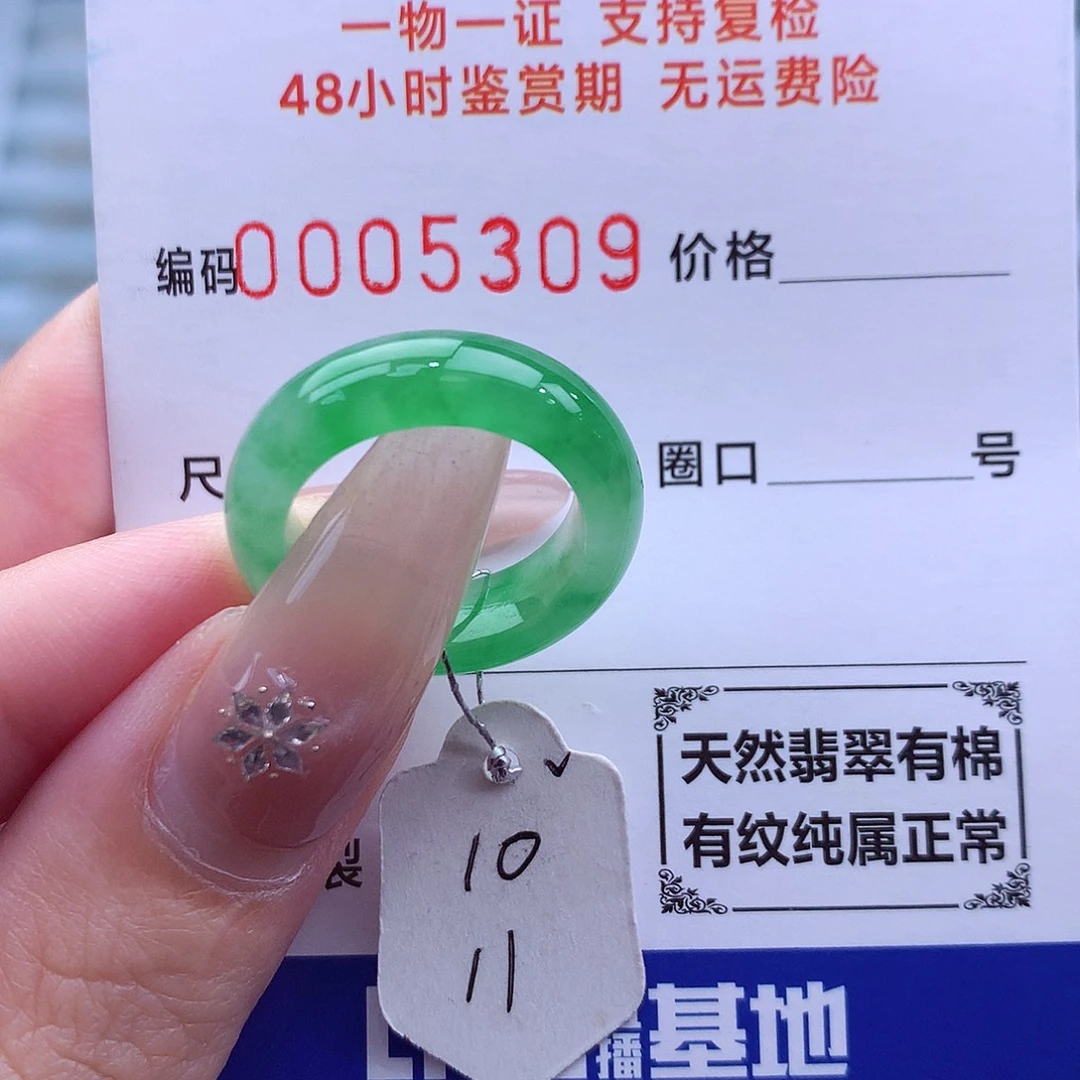 一物一证 支持复检
48小时鉴赏期 无运费险
编码0005309 价格
尺
圈口 号
天然翡翠有棉
有纹纯属正常
製
10
11
播基地